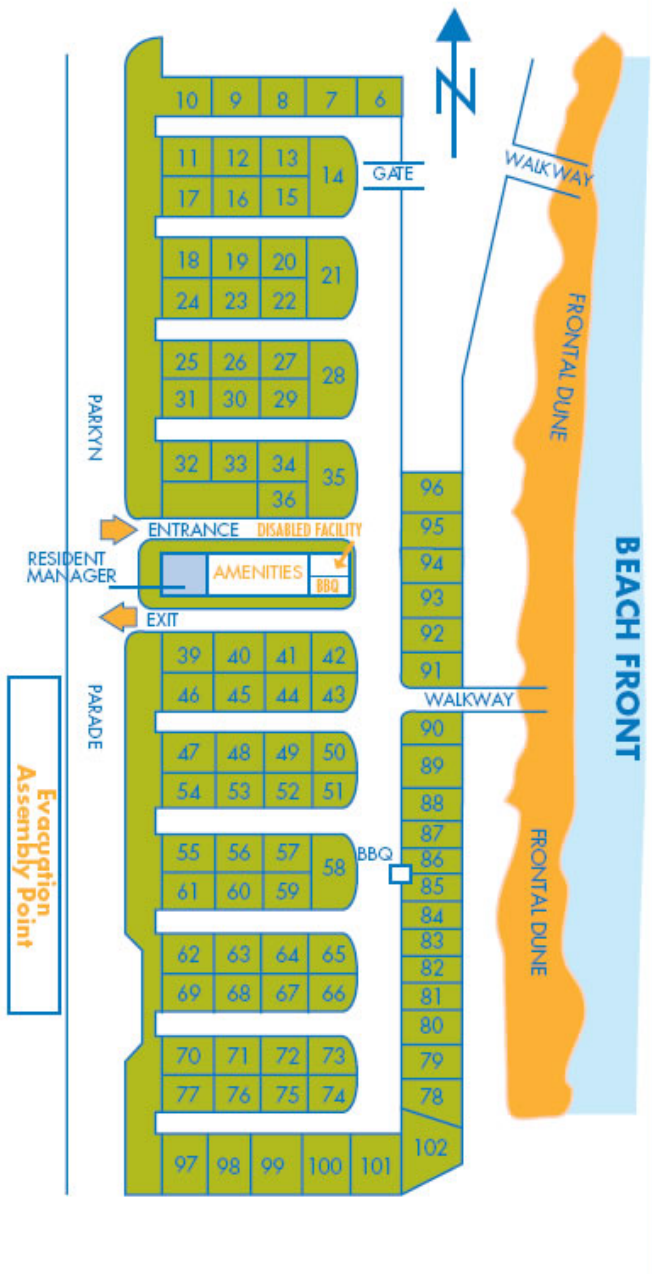 N
10 9 8 7 6
WALKWAY
11 12 13 14
GATE
17 16 15
18 19 20 21
24 23 22
FRONTAL DUNE
25 26 27 28
31 30 29
PARKYN
32 33 34 35
36
96
95
ENTRANCE
DISABLED FACILITY
RESIDENT
MANAGER
AMENITIES
BBQ
94
93
EXIT
92
BEACH FRONT
39 40 41 42
91
46 45 44 43
WALKWAY
PARADE
90
47 48 49 50
89
54 53 52 51
88
Evacuation
Assembly Point
87
55 56 57 58
BBQ
86
61 60 59
85
FRONTAL DUNE
84
83
62 63 64 65
82
69 68 67 66
81
80
70 71 72 73
79
77 76 75 74
78
97 98 99 100 101
102